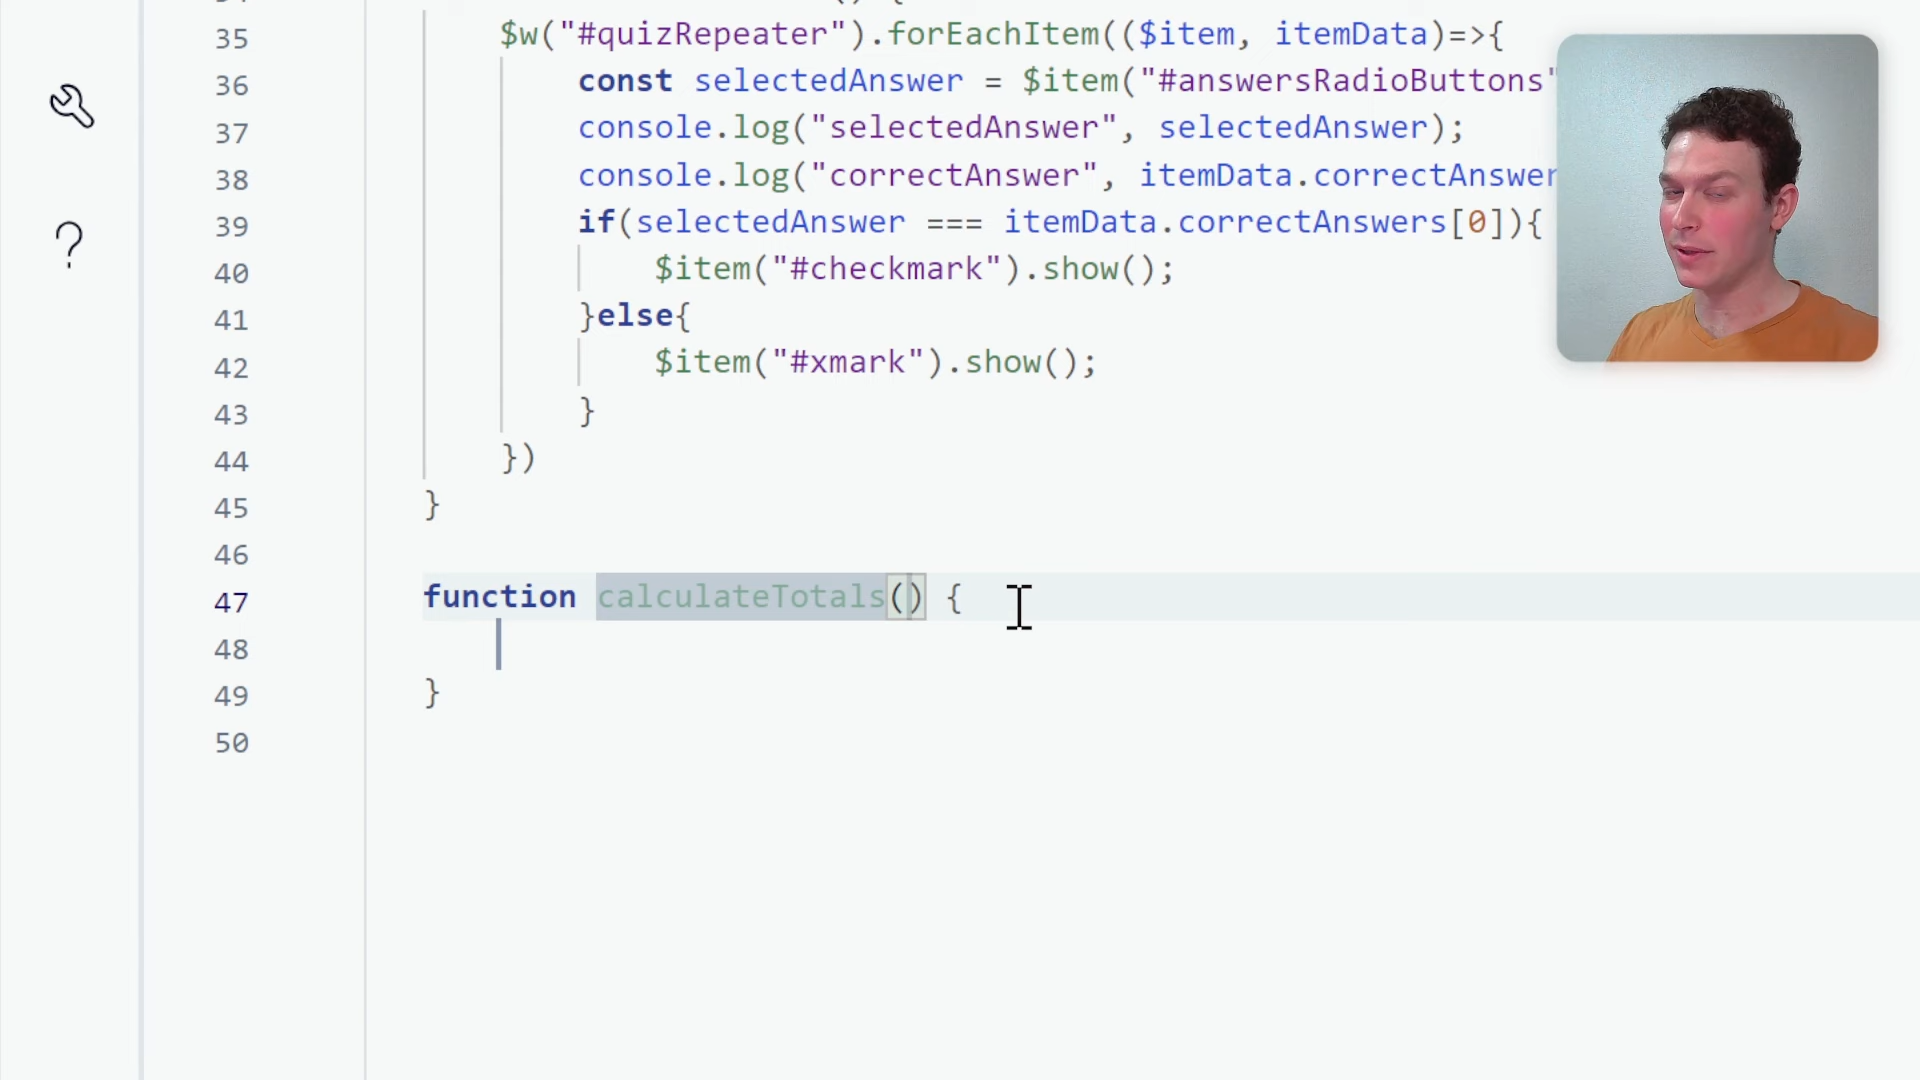 35 $w("#quizRepeater").forEachItem(($item, itemData)=>{
36 const selectedAnswer = $item("#answersRadioButtons"
37 console.log("selectedAnswer", selectedAnswer);
38 console.log("correctAnswer", itemData.correctAnswer
39 if(selectedAnswer === itemData.correctAnswers[0]){
40 $item("#checkmark").show();
41 }else{
42 $item("#xmark").show();
43 }
44 })
45 }
46
47 function calculateTotals() {
48
49 }
50